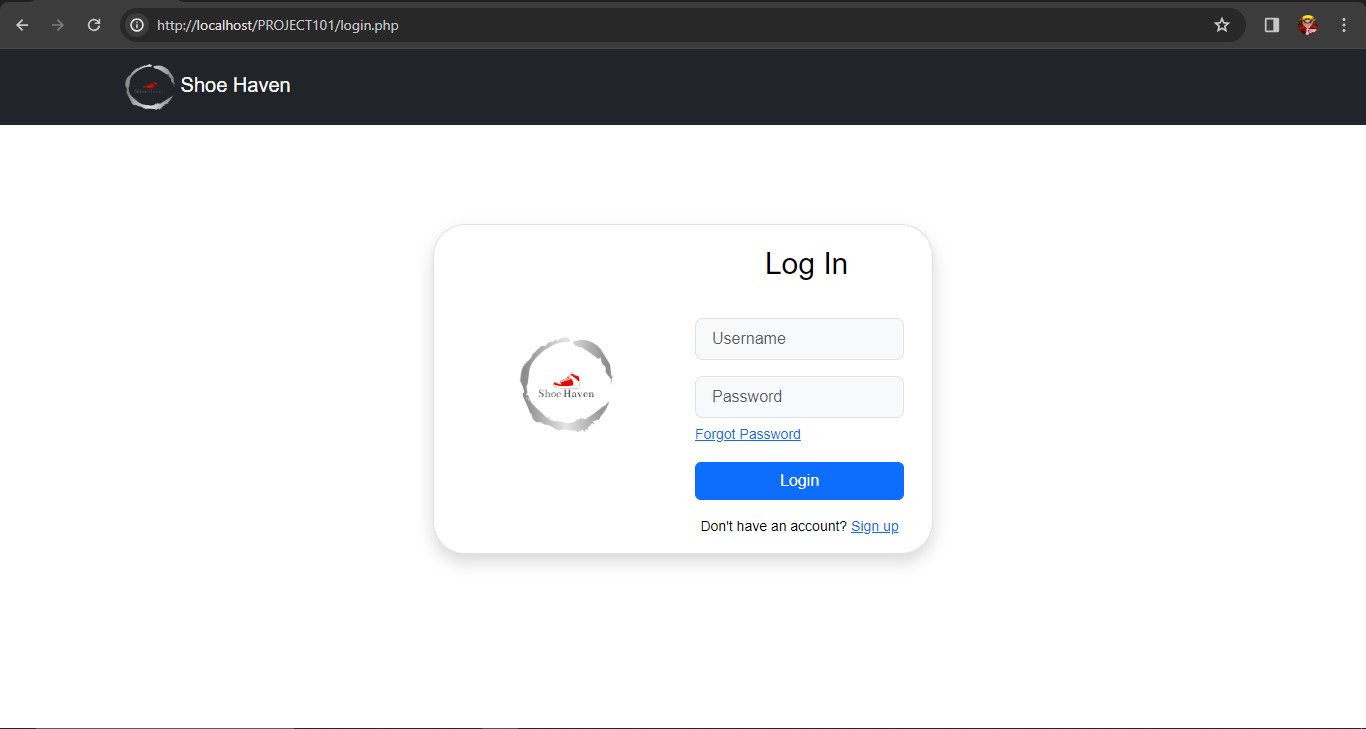 http://localhost/PROJECT101/login.php
Shoe Haven
Log In
Username
Shoe Haven
Password
Forgot Password
Login
Don't have an account? Sign up